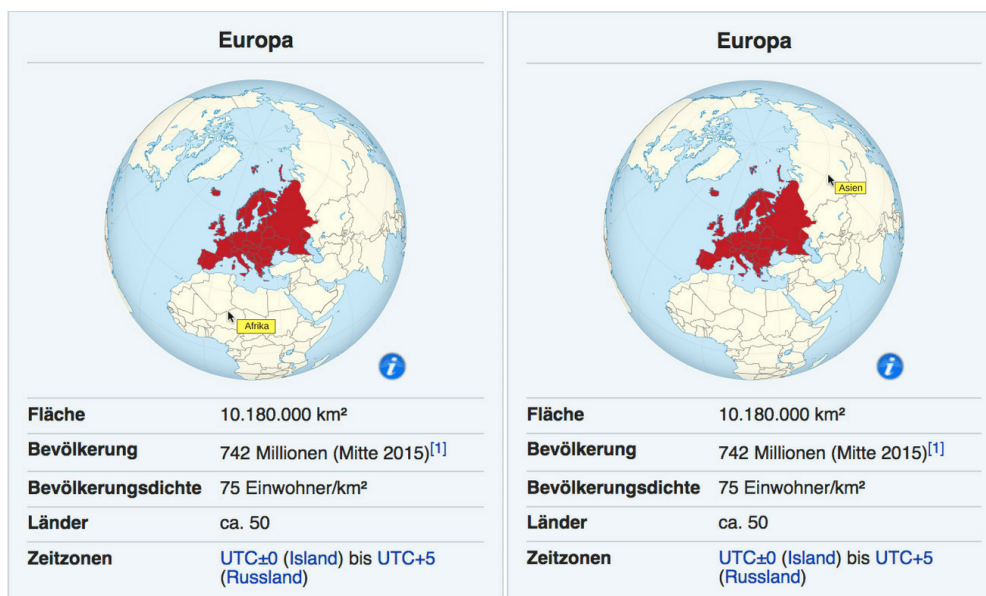 Europa
Afrika
i
Fläche 10.180.000 km²
Bevölkerung 742 Millionen (Mitte 2015)[1]
Bevölkerungsdichte 75 Einwohner/km²
Länder ca. 50
Zeitzonen UTC±0 (Island) bis UTC+5
(Russland)
Europa
Asien
i
Fläche 10.180.000 km²
Bevölkerung 742 Millionen (Mitte 2015)[1]
Bevölkerungsdichte 75 Einwohner/km²
Länder ca. 50
Zeitzonen UTC±0 (Island) bis UTC+5
(Russland)